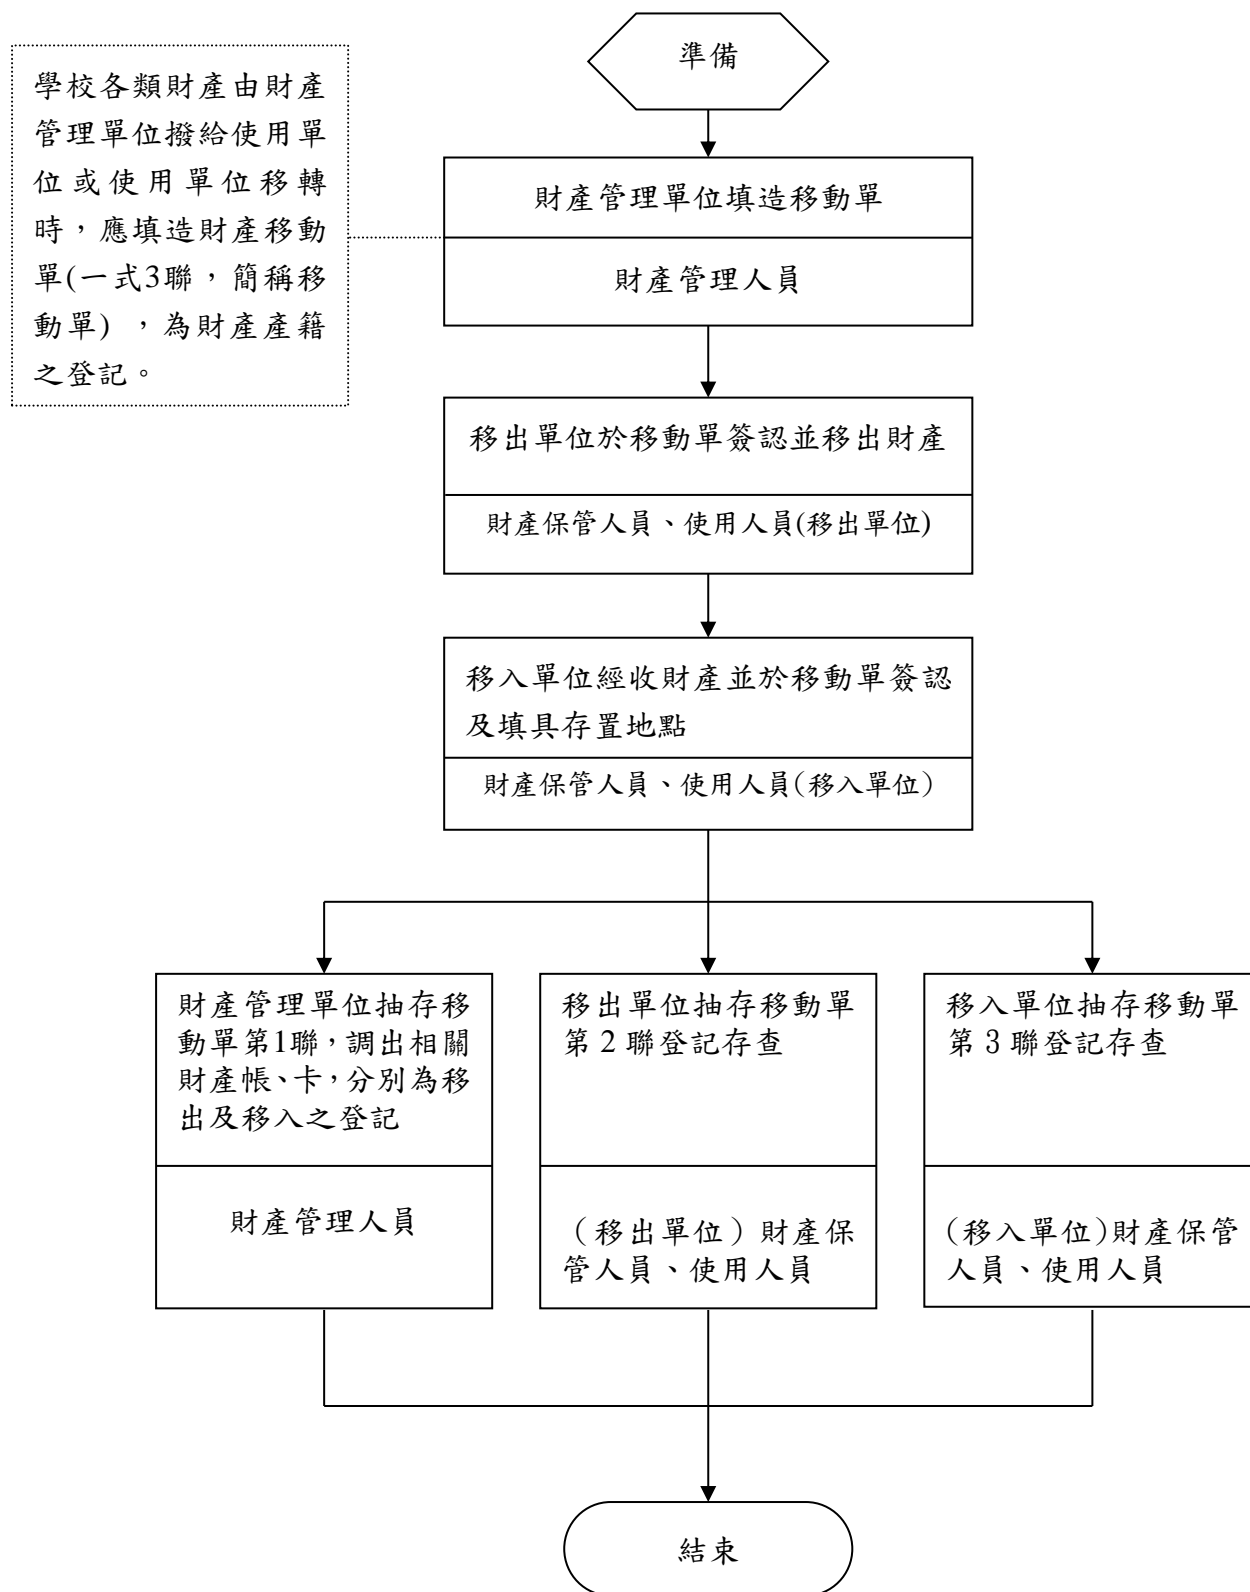 準備
學校各類財產由財產
管理單位撥給使用單
位或使用單位移轉
時，應填造財產移動
單(一式3聯，簡稱移
動單) ，為財產產籍
之登記。
財產管理單位填造移動單
財產管理人員
移出單位於移動單簽認並移出財產
財產保管人員、使用人員(移出單位)
移入單位經收財產並於移動單簽認
及填具存置地點
財產保管人員、使用人員(移入單位)
財產管理單位抽存移
動單第1聯，調出相關
財產帳、卡，分別為移
出及移入之登記
財產管理人員
移出單位抽存移動單
第 2 聯登記存查
（移出單位）財產保
管人員、使用人員
移入單位抽存移動單
第 3 聯登記存查
(移入單位)財產保管
人員、使用人員
結束